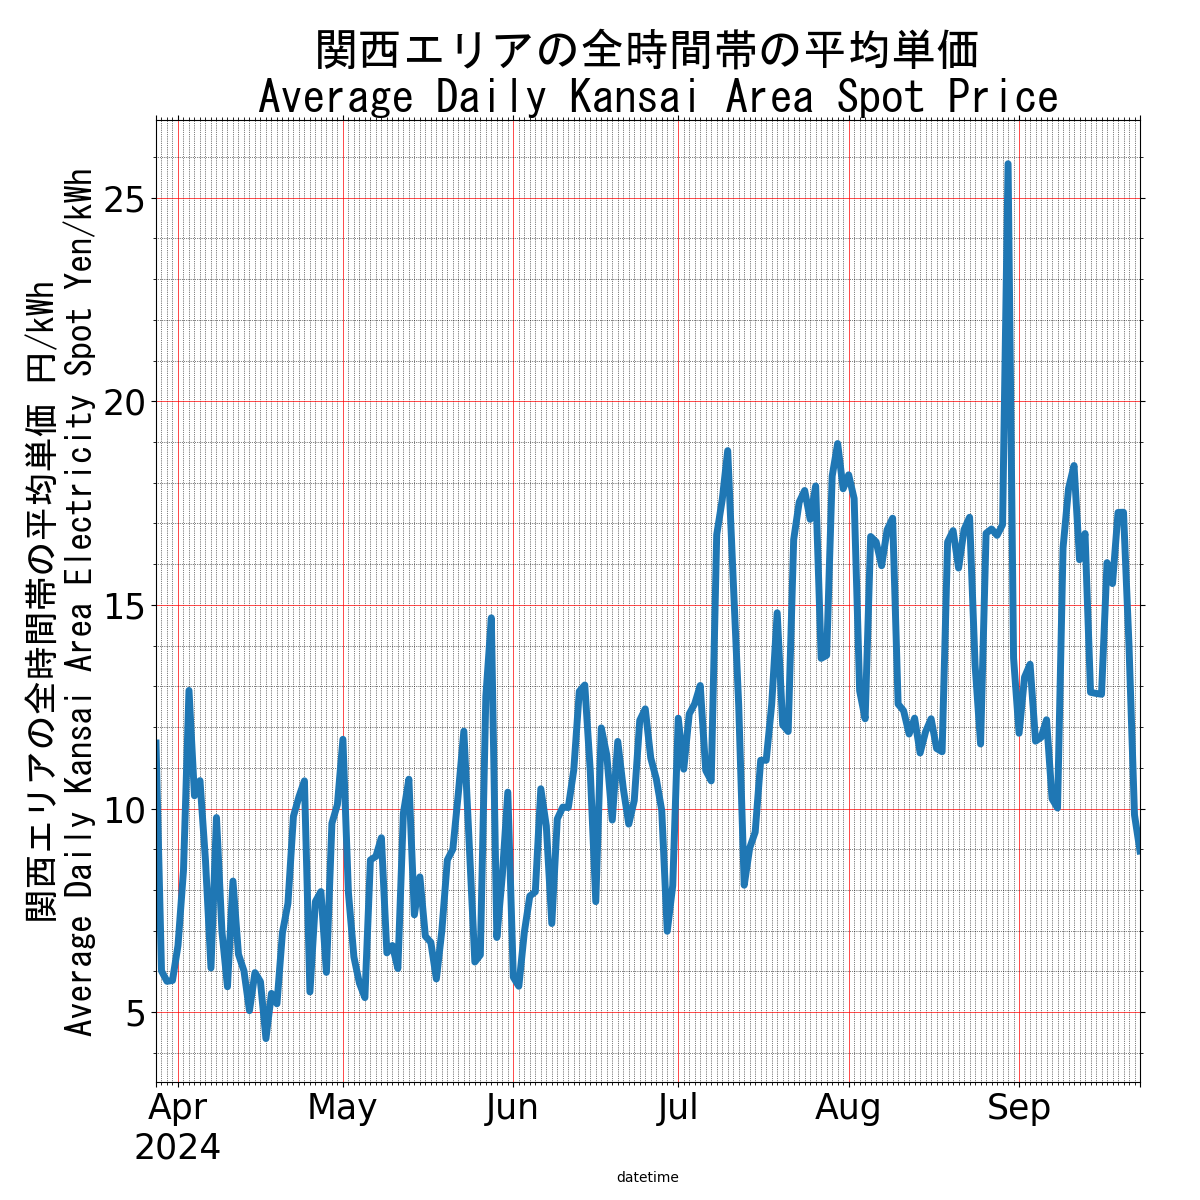 関西エリアの全時間帯の平均単価
Average Daily Kansai Area Spot Price
関西エリアの全時間帯の平均単価 円/kWh
Average Daily Kansai Area Electricity Spot Yen/kWh
25
20
15
10
5
Apr May Jun Jul Aug Sep
2024
datetime